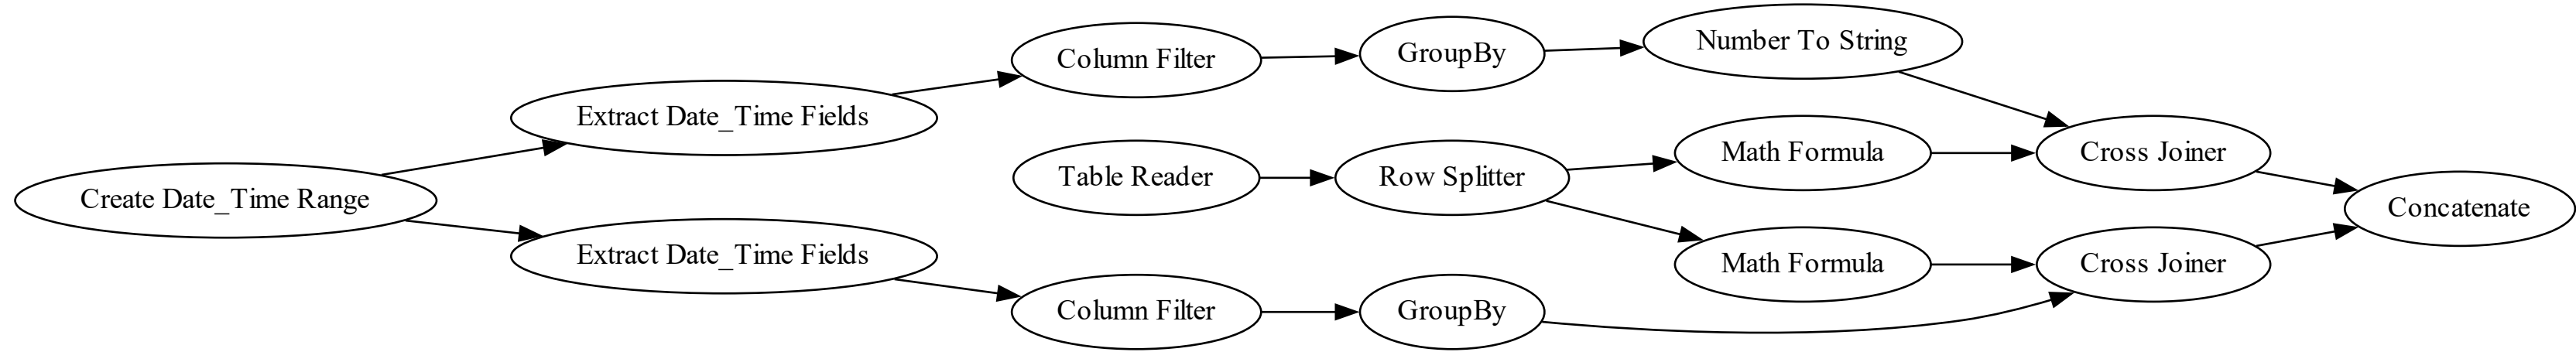 Create Date_Time Range
Extract Date_Time Fields
Column Filter
GroupBy
Number To String
Table Reader
Row Splitter
Math Formula
Cross Joiner
Extract Date_Time Fields
Column Filter
GroupBy
Math Formula
Cross Joiner
Concatenate